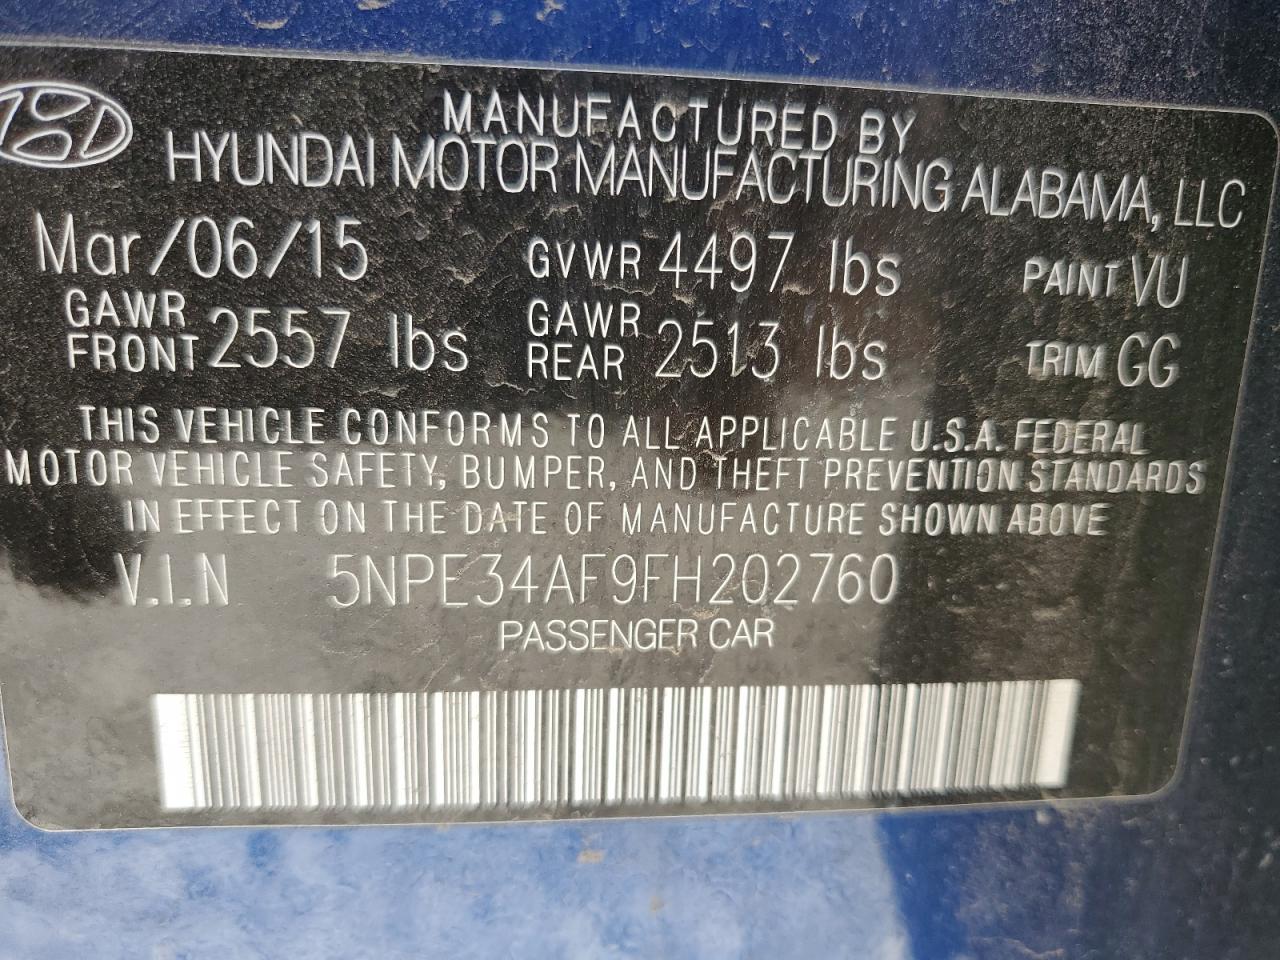 MANUFACTURED BY
HYUNDAI MOTOR MANUFACTURING ALABAMA, LLC
Mar/06/15 GVWR 4497 lbs PAINT VU
GAWR FRONT 2557 lbs GAWR REAR 2513 lbs TRIM GG
THIS VEHICLE CONFORMS TO ALL APPLICABLE U.S.A. FEDERAL
MOTOR VEHICLE SAFETY, BUMPER, AND THEFT PREVENTION STANDARDS
IN EFFECT ON THE DATE OF MANUFACTURE SHOWN ABOVE
V.I.N 5NPE34AF9FH202760
PASSENGER CAR